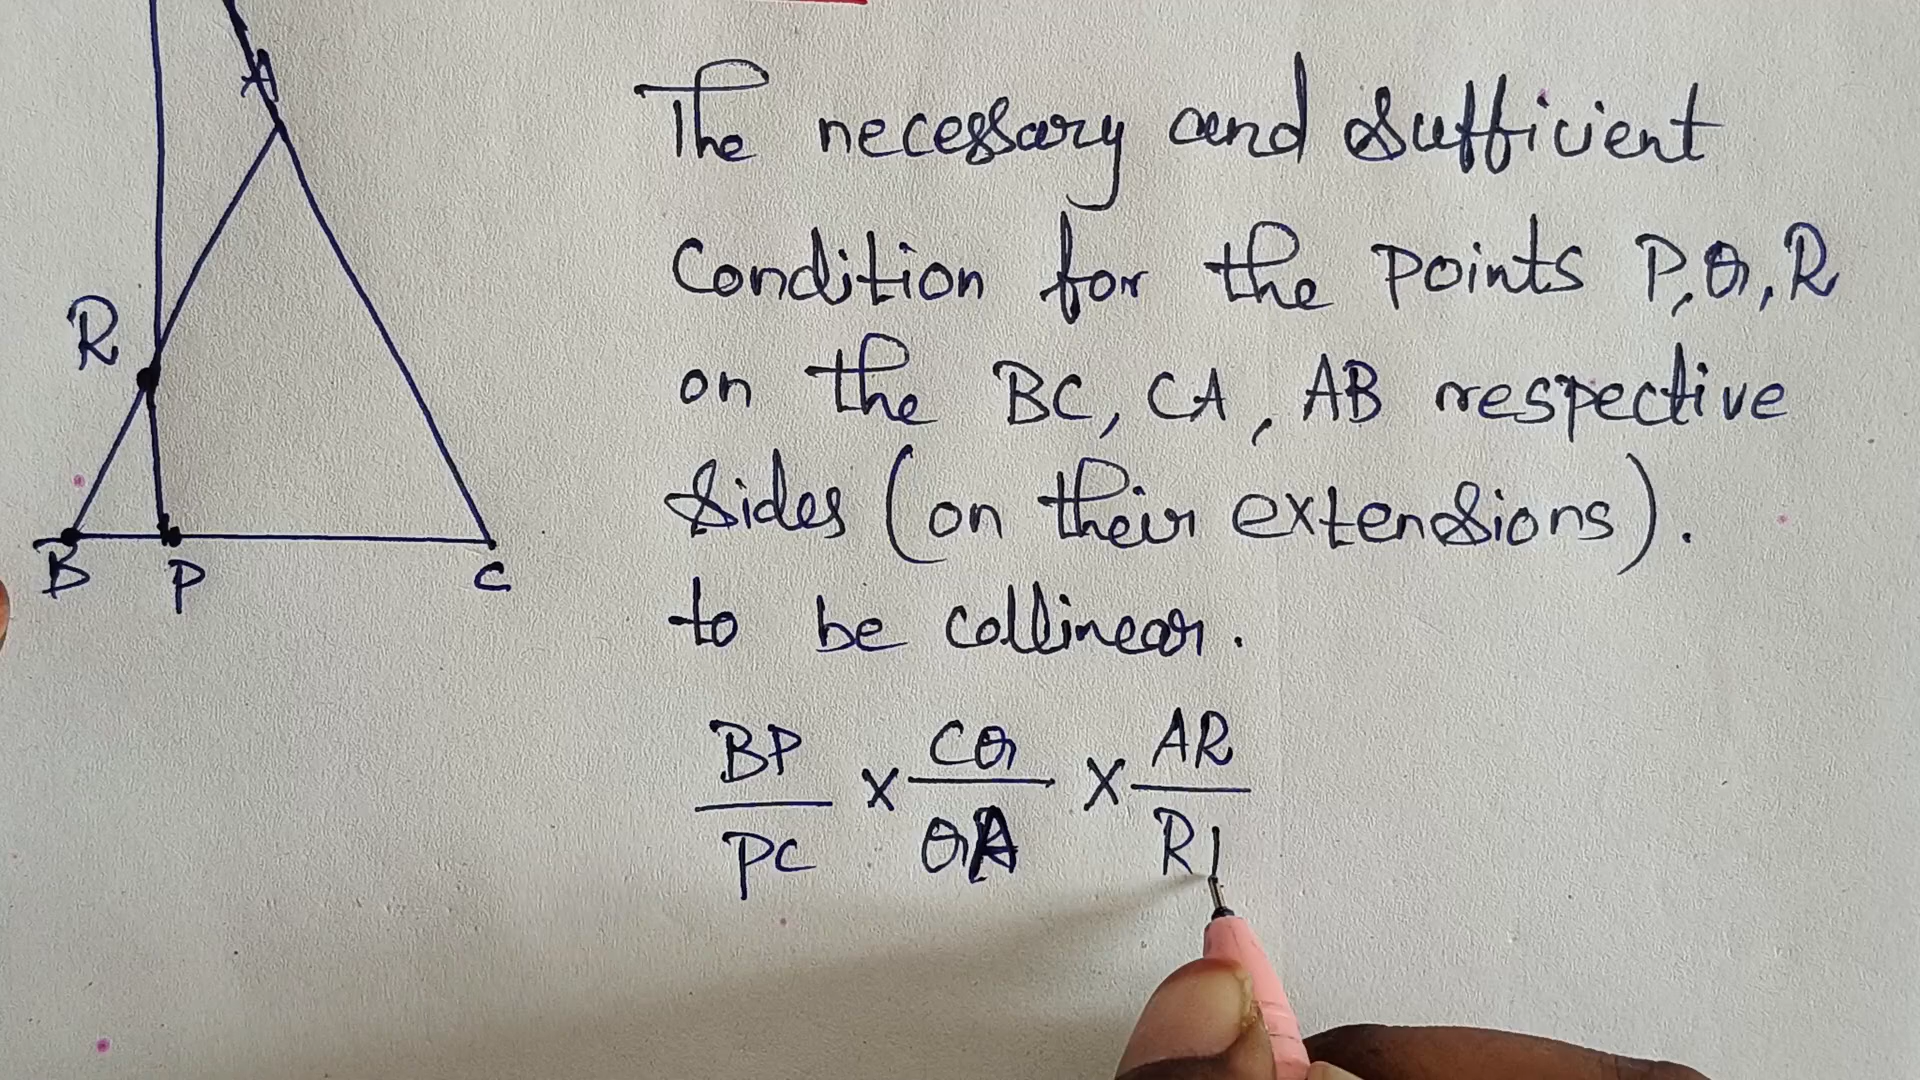 A
R
B P C
The necessary and sufficient
Condition for the points P, Q, R
on the BC, CA, AB respective
sides (on their extensions).
to be collinear.
BP/PC × CQ/QA × AR/R